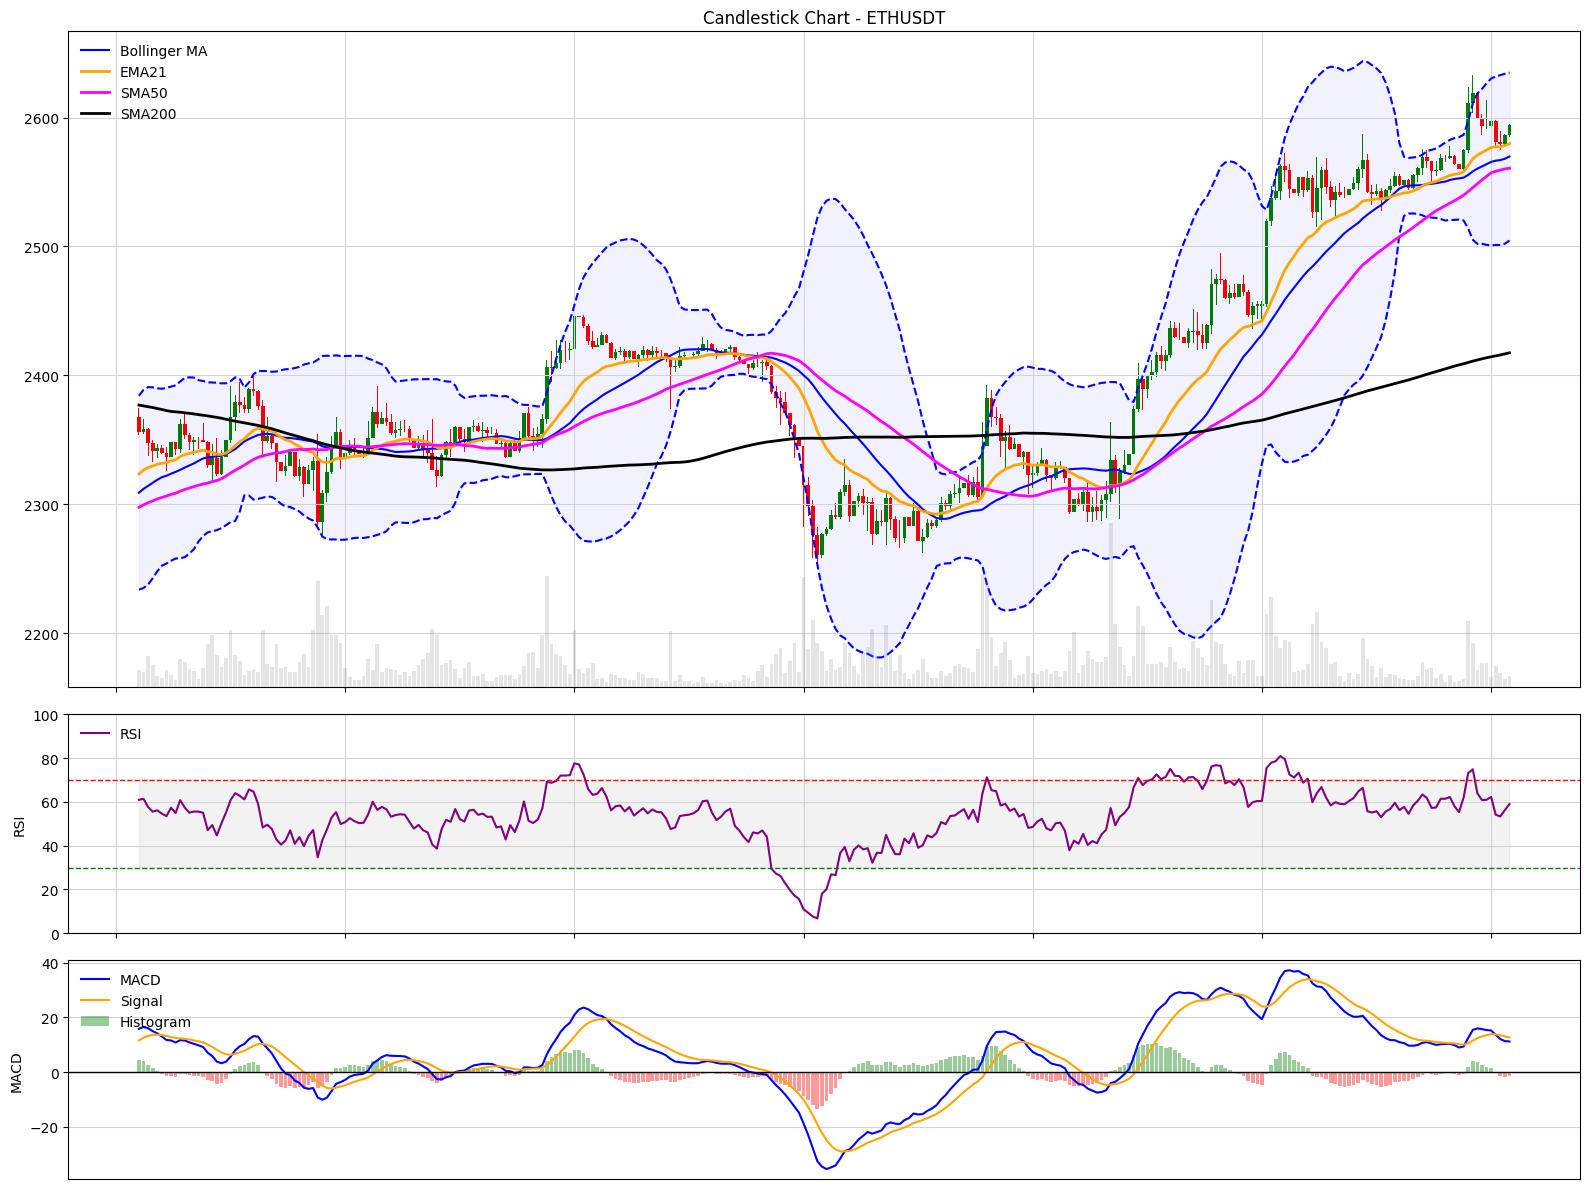 Candlestick Chart - ETHUSDT
Bollinger MA
EMA21
SMA50
SMA200
2600
2500
2400
2300
2200
100
80
60
40
20
0
RSI
RSI
40
20
0
−20
MACD
MACD
Signal
Histogram